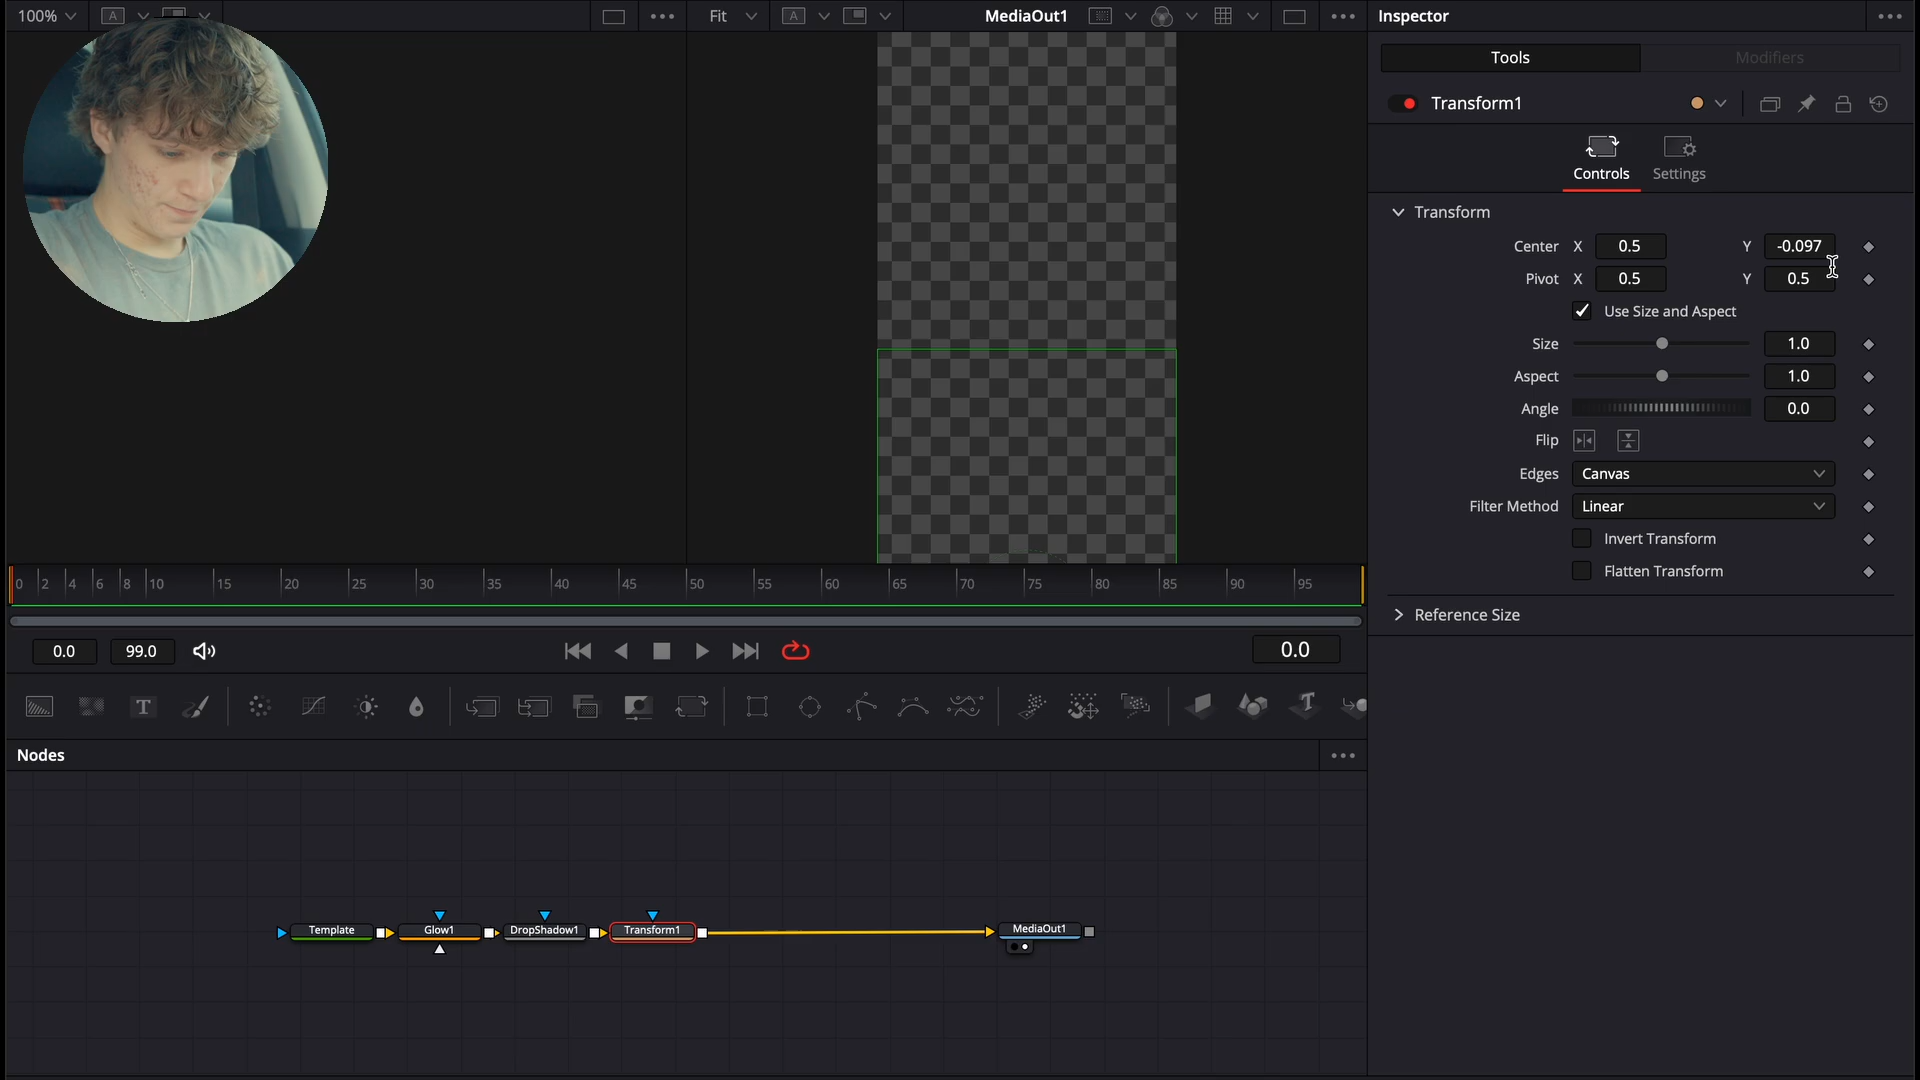 100%
A
Fit
A
MediaOut1
Inspector
Tools
Modifiers
Transform1
Controls
Settings
Transform
Center X 0.5 Y -0.097
Pivot X 0.5 Y 0.5
Use Size and Aspect
Size 1.0
Aspect 1.0
Angle 0.0
Flip
Edges Canvas
Filter Method Linear
Invert Transform
Flatten Transform
Reference Size
0 2 4 6 8 10 15 20 25 30 35 40 45 50 55 60 65 70 75 80 85 90 95
0.0 99.0 0.0
T T
Nodes
Template Glow1 DropShadow1 Transform1 MediaOut1